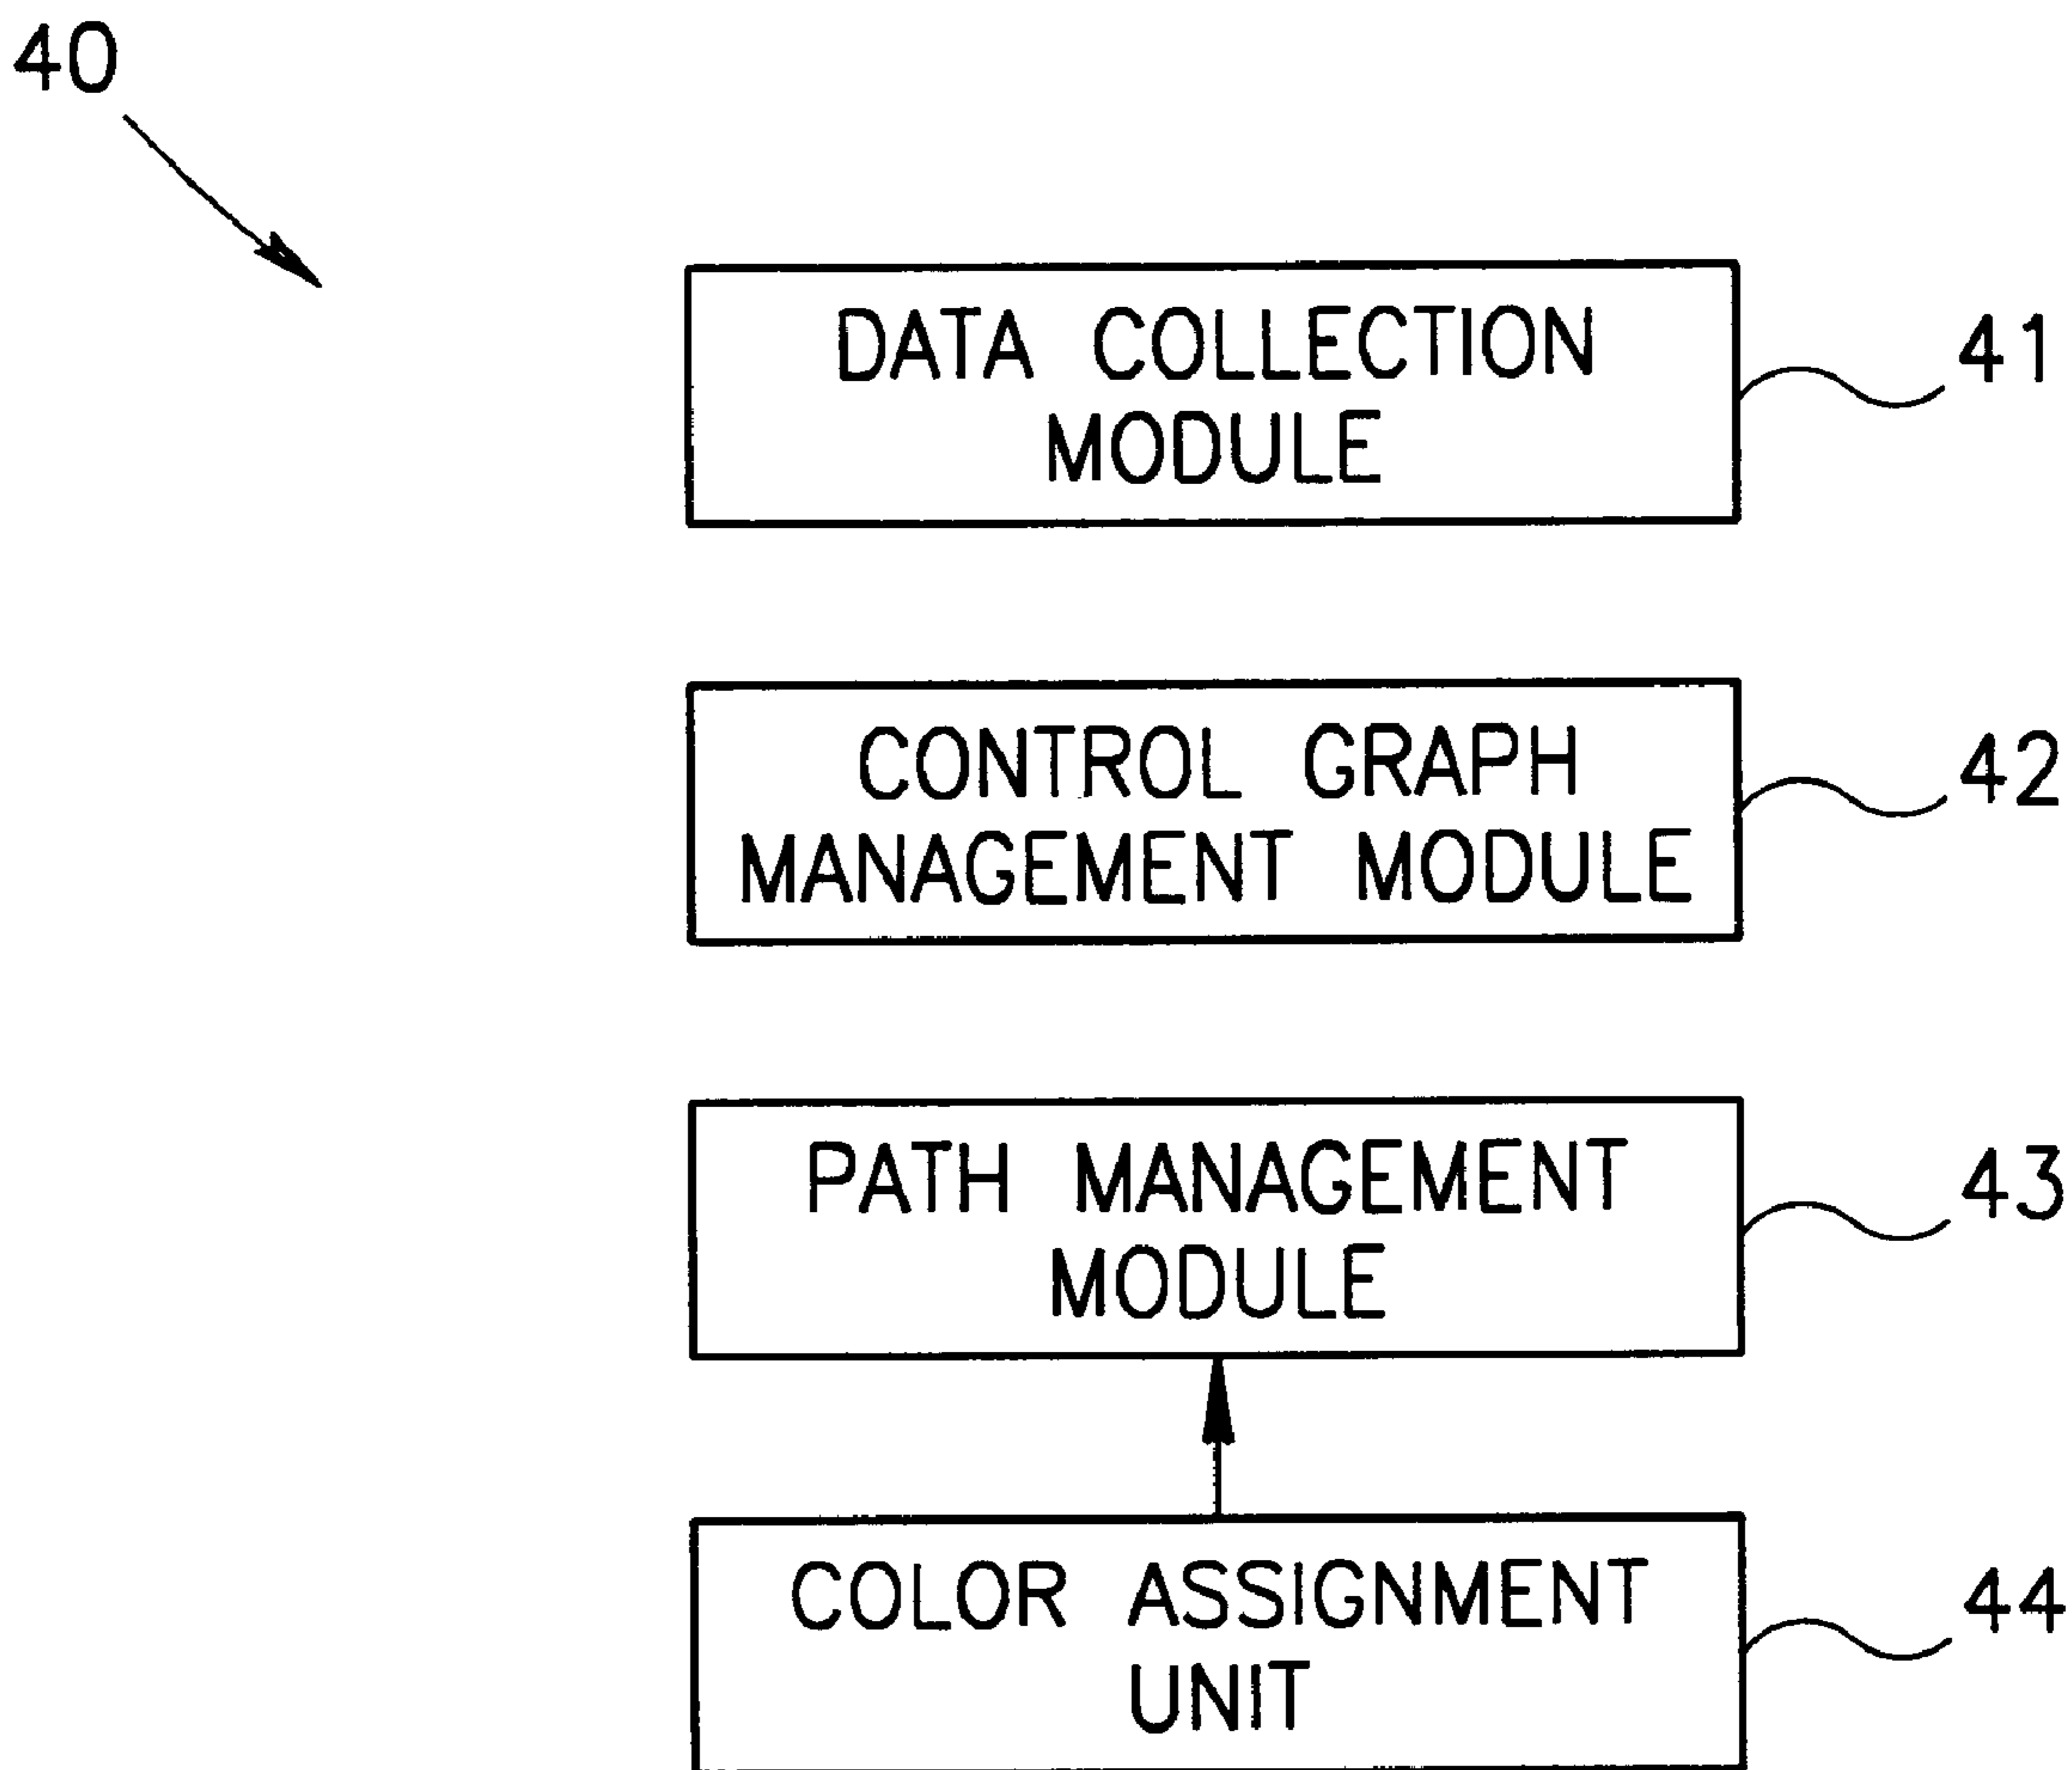 40
DATA COLLECTION
MODULE
41
CONTROL GRAPH
MANAGEMENT MODULE
42
PATH MANAGEMENT
MODULE
43
COLOR ASSIGNMENT
UNIT
44